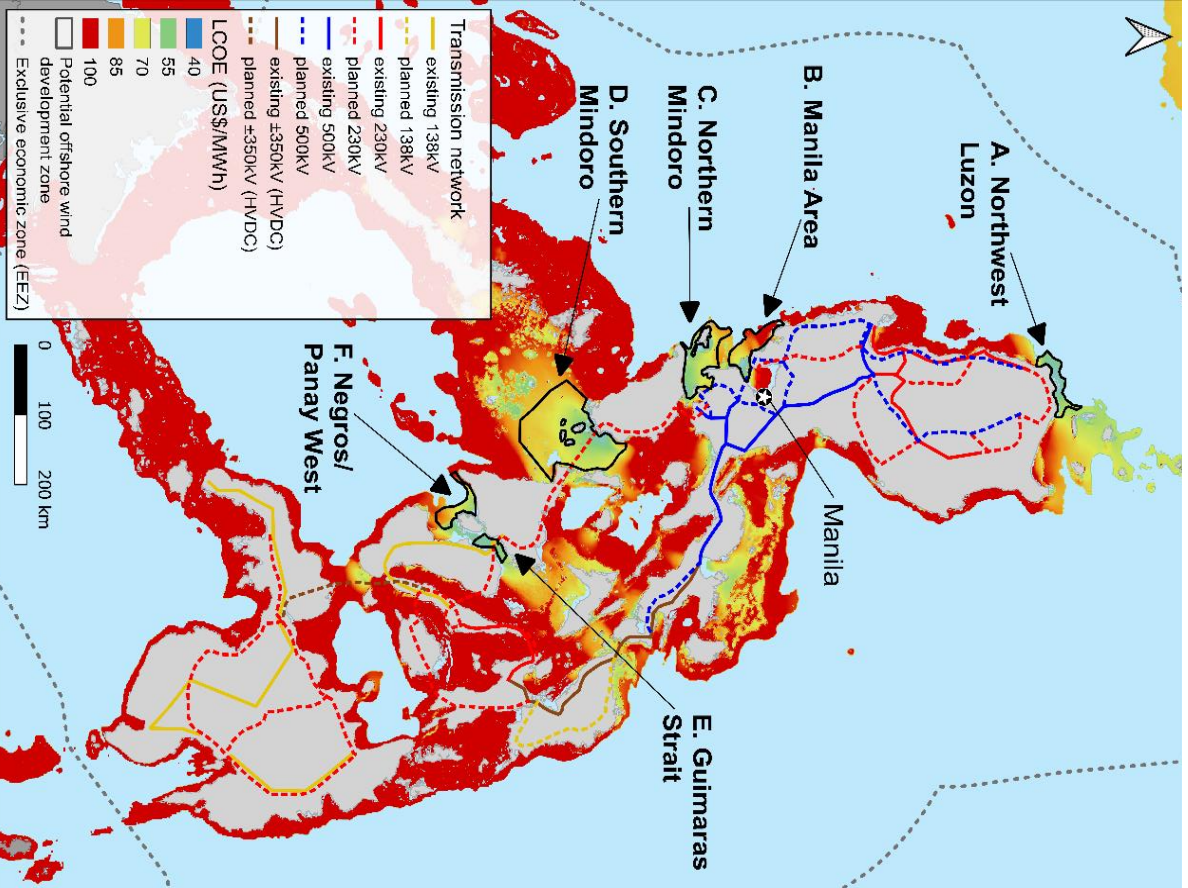 A. Northwest
Luzon
B. Manila Area
C. Northern
Mindoro
D. Southern
Mindoro
Manila
E. Guimaras
Strait
F. Negros/
Panay West
Transmission network
existing 138kV
planned 138kV
existing 230kV
planned 230kV
existing 500kV
planned 500kV
existing ±350kV (HVDC)
planned ±350kV (HVDC)
LCOE (US$/MWh)
40
55
70
85
100
Potential offshore wind
development zone
Exclusive economic zone (EEZ)
0 100 200 km